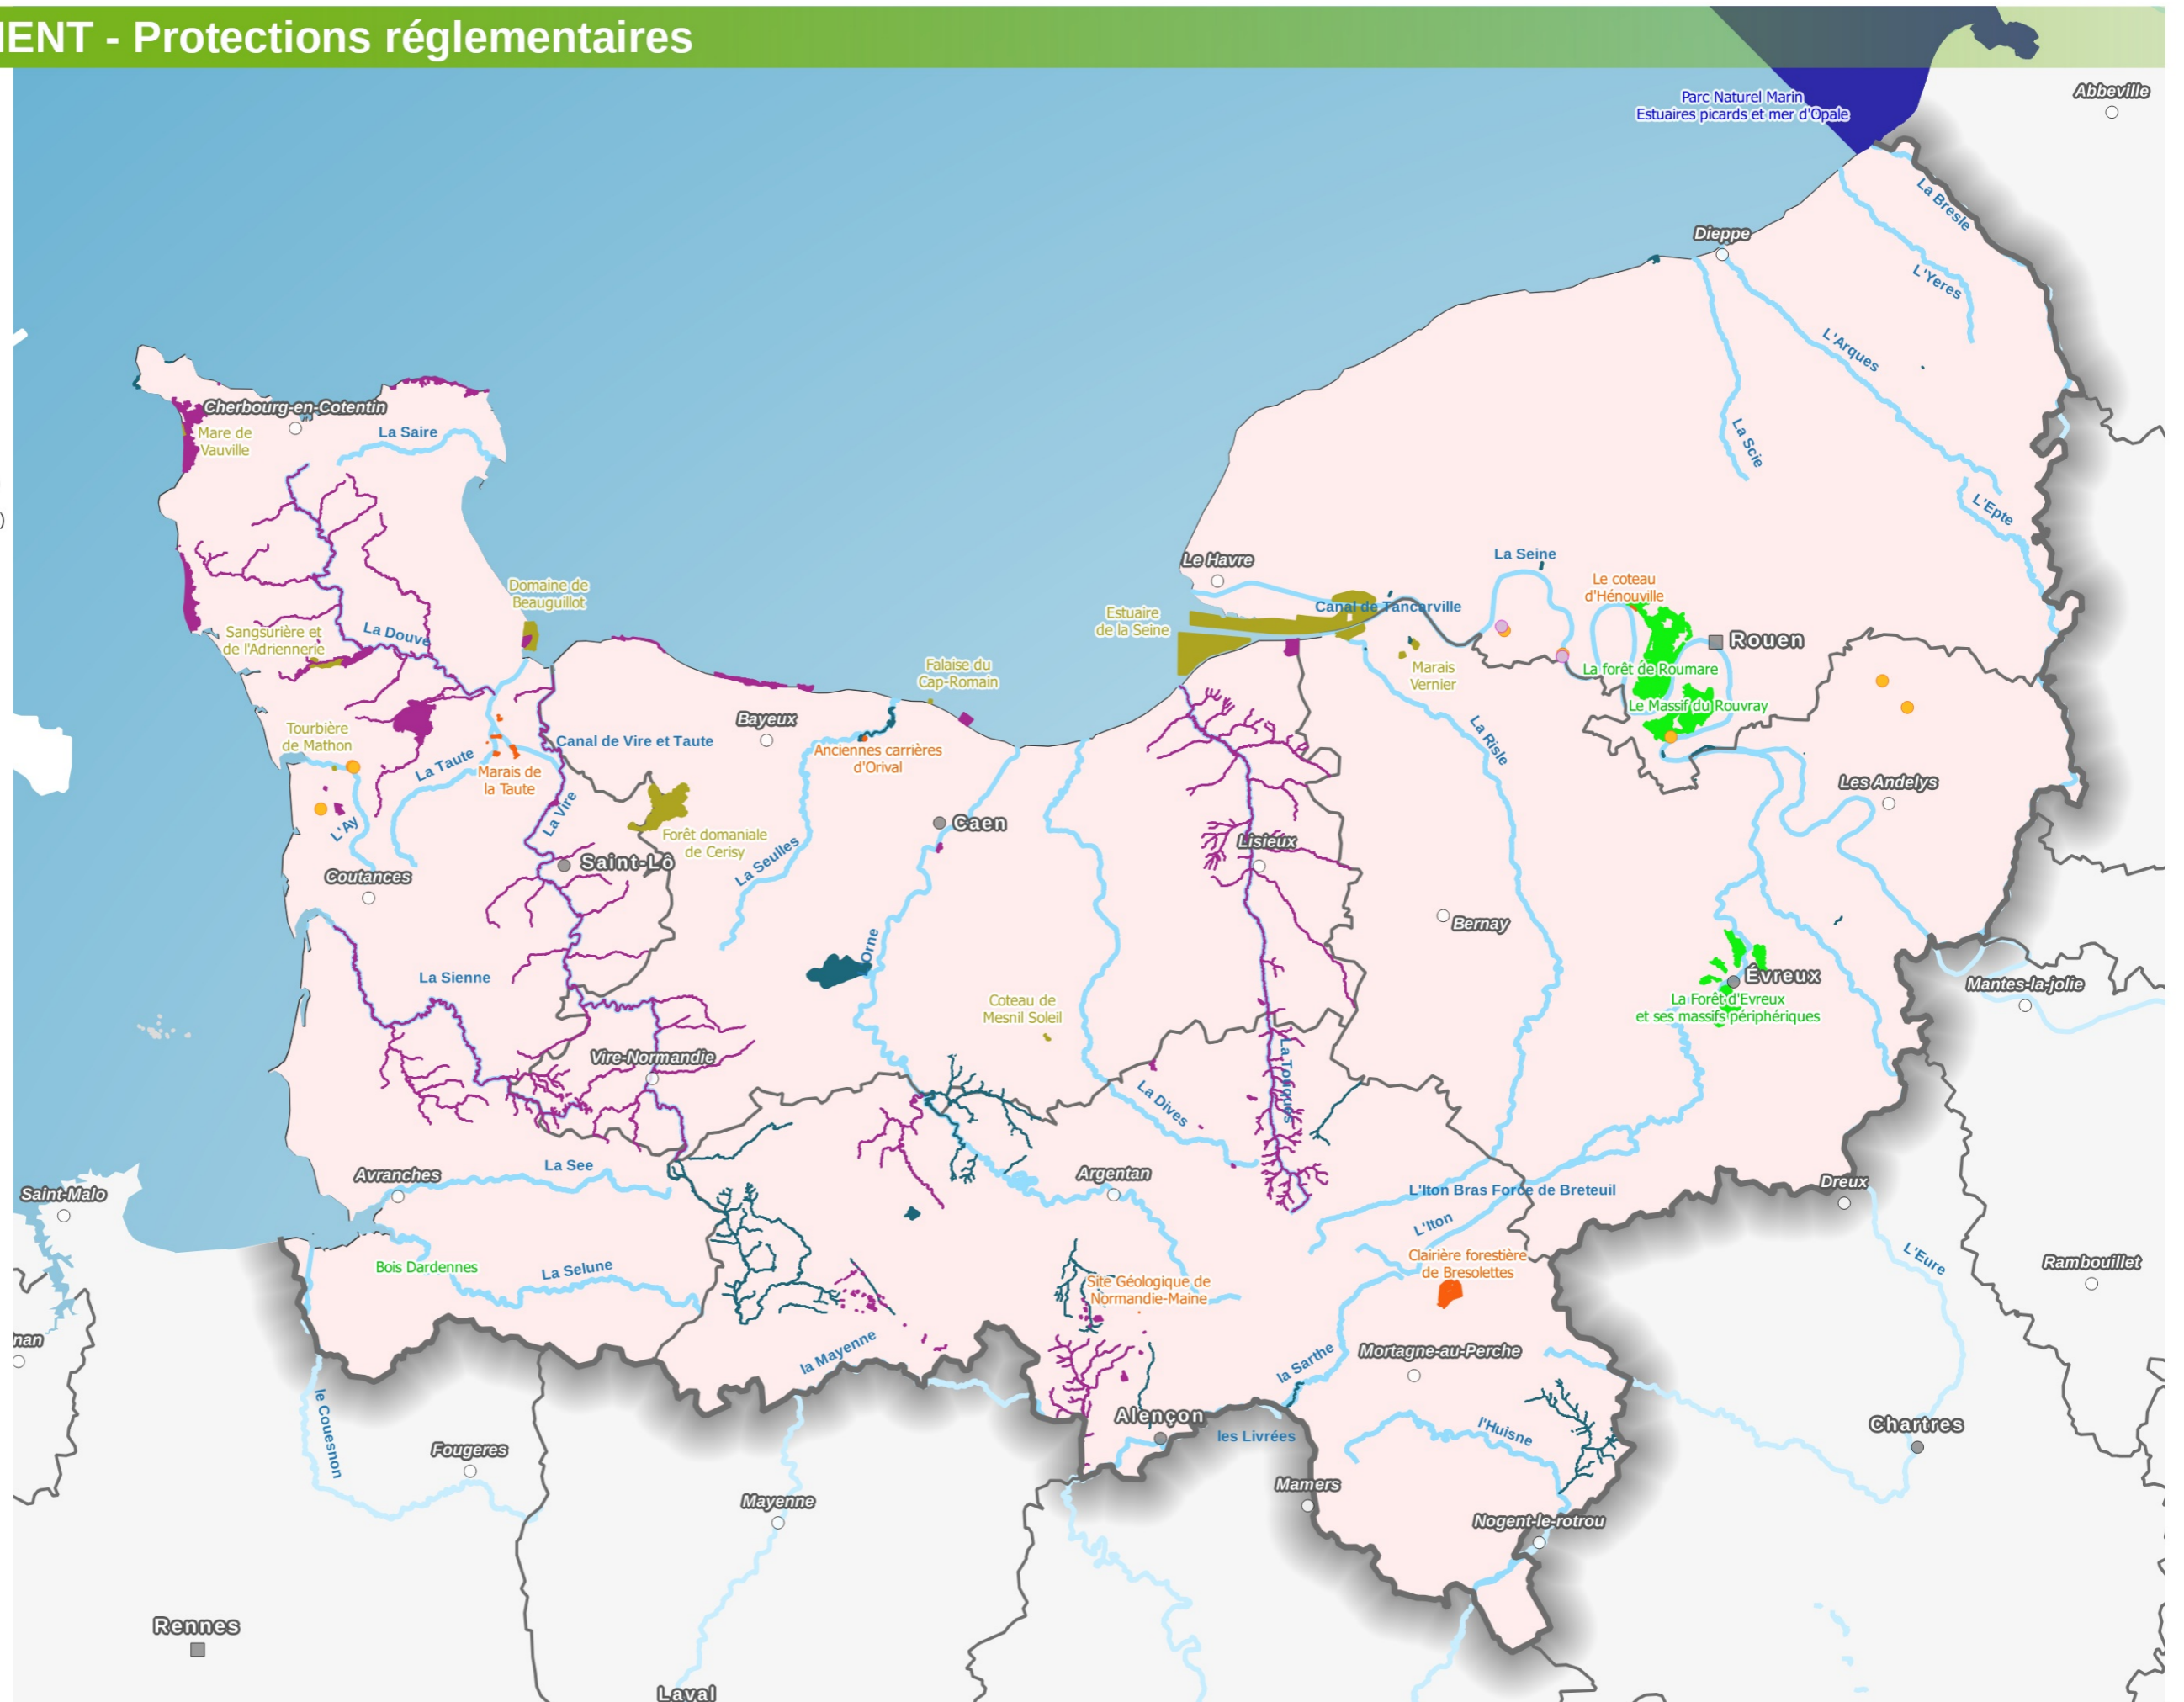 IENT - Protections réglementaires
Parc Naturel Marin
Estuaires picards et mer d'Opale
Abbeville
La Bresle
Dieppe
L'Yeres
L'Arques
La Scie
L'Epte
Cherbourg-en-Cotentin
Mare de
Vauville
La Saire
)
Le Havre
La Seine
Le coteau
d'Hénouville
Domaine de
Beauguillot
Canal de Tancarville
Estuaire
de la Seine
Sangsurière et
de l'Adriennerie
La Douve
Rouen
Marais
Vernier
La forêt de Roumare
Le Massif du Rouvray
Falaise du
Cap-Romain
Tourbière
de Mathon
Bayeux
Canal de Vire et Taute
Anciennes carrières
d'Orival
La Risle
La Taute
Marais de
la Taute
Les Andelys
La Vire
L'Ay
Forêt domaniale
de Cerisy
Caen
Lisieux
Saint-Lô
La Seulles
Coutances
Bernay
Orne
La Sienne
Évreux
La Forêt d'Evreux
et ses massifs périphériques
Mantes-la-jolie
Coteau de
Mesnil Soleil
Vire-Normandie
La Touques
La Dives
La See
Avranches
Argentan
Saint-Malo
L'Iton Bras Force de Breteuil
Dreux
L'Iton
Bois Dardennes
La Selune
Clairière forestière
de Bresolettes
L'Eure
Rambouillet
Site Géologique de
Normandie-Maine
nan
la Mayenne
la Sarthe
Mortagne-au-Perche
le Couesnon
Alençon
les Livrées
l'Huisne
Chartres
Fougeres
Mamers
Mayenne
Nogent-le-rotrou
Rennes
Laval